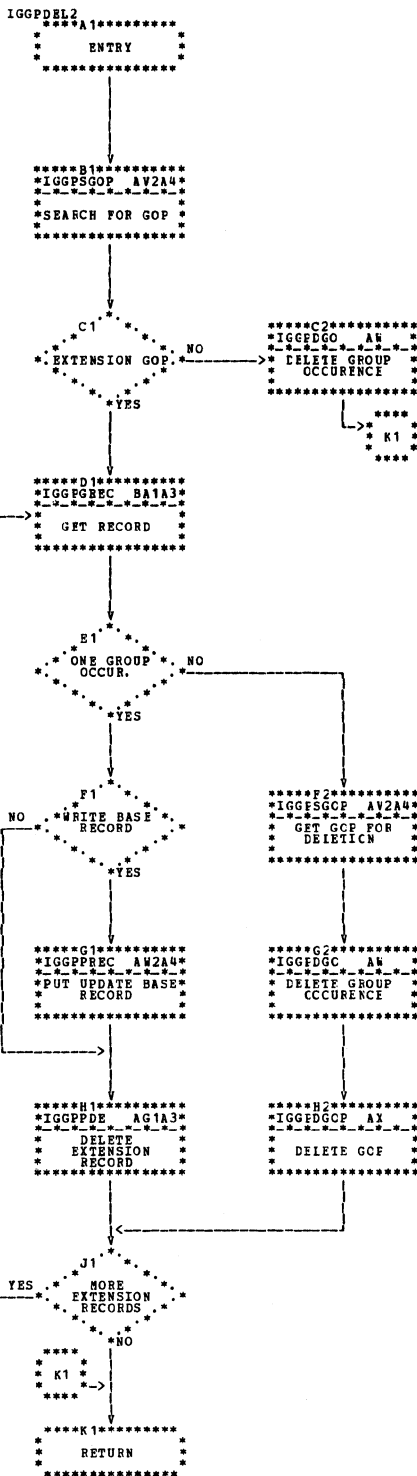 IGGPDEL2
A1
ENTRY
B1
IGGPSGOP AV2A4
SEARCH FOR GOP
C1
EXTENSION GOP
NO
YES
C2
IGGPDGO AW
DELETE GROUP
OCCURENCE
K1
D1
IGGPGREC BA1A3
GET RECORD
E1
ONE GROUP
OCCUR.
NO
YES
F1
WRITE BASE
RECORD
NO
YES
F2
IGGPSGCP AV2A4
GET GCP FOR
DELETICN
G1
IGGPPREC AW2A4
PUT UPDATE BASE
RECORD
G2
IGGPDGC AW
DELETE GROUP
CCCURENCE
H1
IGGPPDE AG1A3
DELETE
EXTENSION
RECORD
H2
IGGPDGCP AX
DELETE GCP
J1
MORE
EXTENSION
RECORDS
YES
NO
K1
K1
RETURN